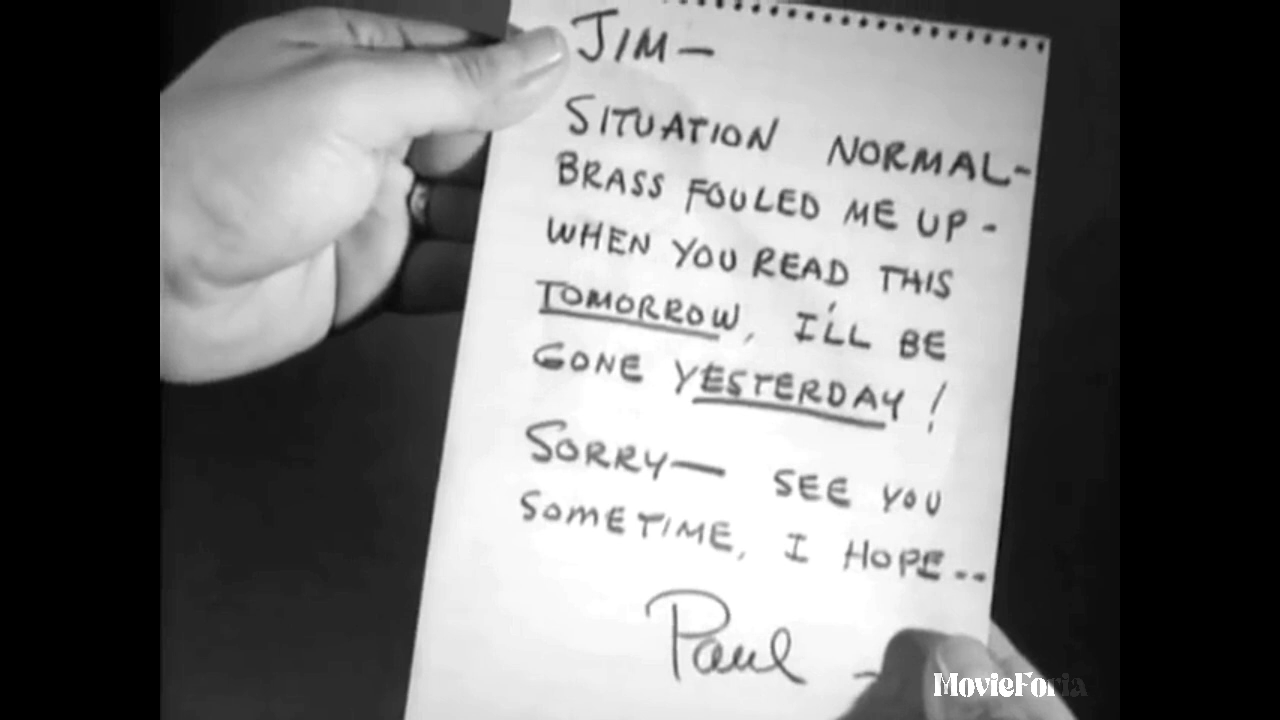 JIM—
SITUATION NORMAL-
BRASS FOULED ME UP -
WHEN YOU READ THIS
TOMORROW, I'LL BE
GONE YESTERDAY!
SORRY— SEE YOU
SOMETIME, I HOPE--
Paul —
MovieForia